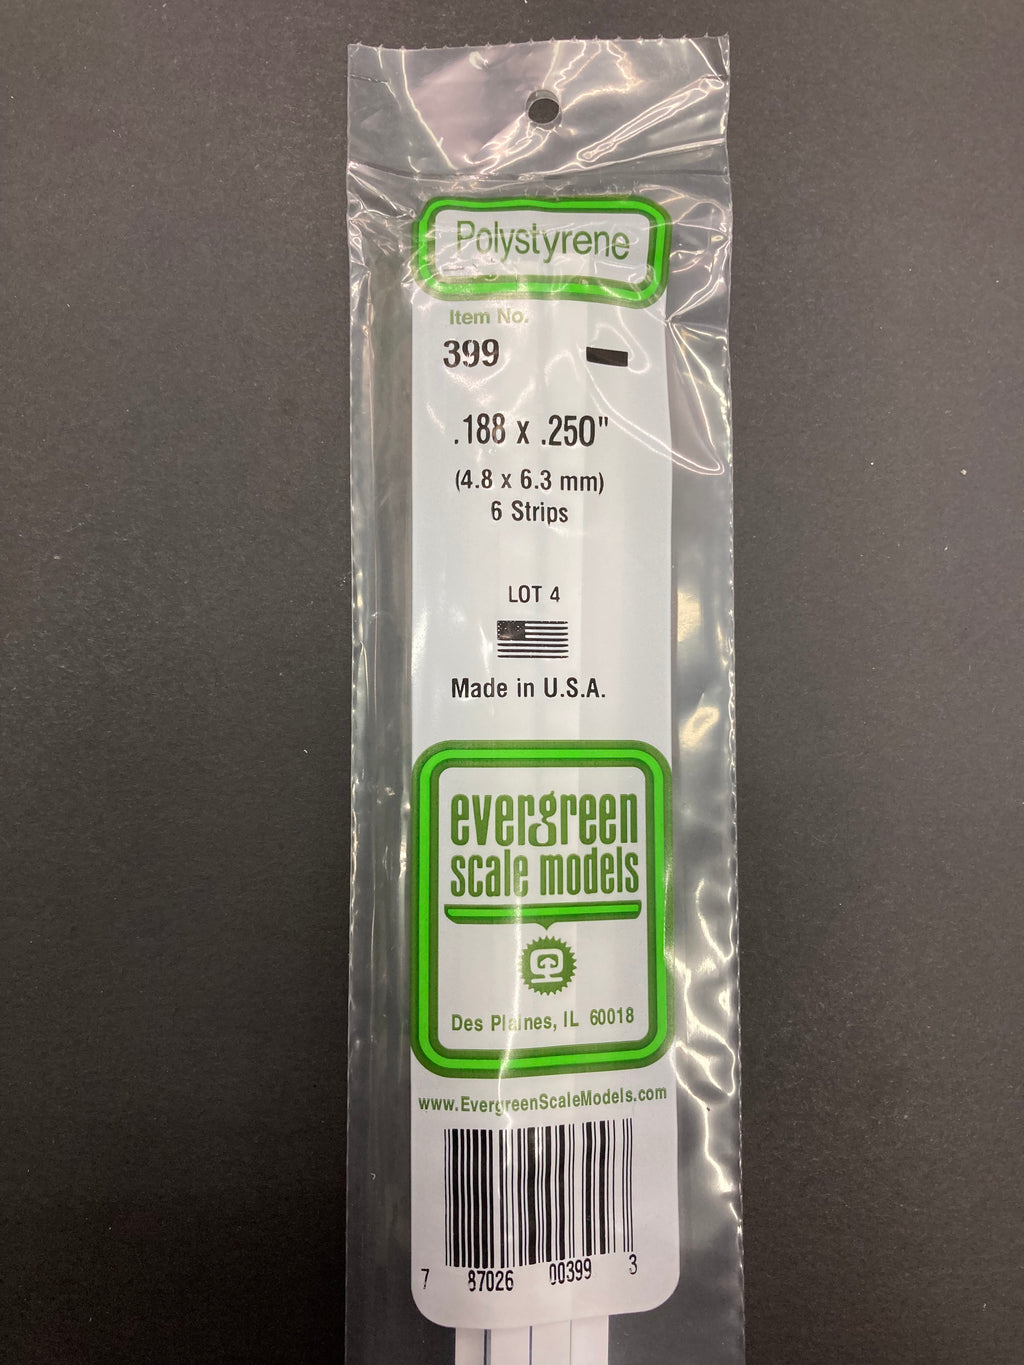 Polystyrene
Item No.
399
.188 x .250"
(4.8 x 6.3 mm)
6 Strips
LOT 4
Made in U.S.A.
evergreen
scale models
Des Plaines, IL 60018
www.EvergreenScaleModels.com
7 87026 00399 3